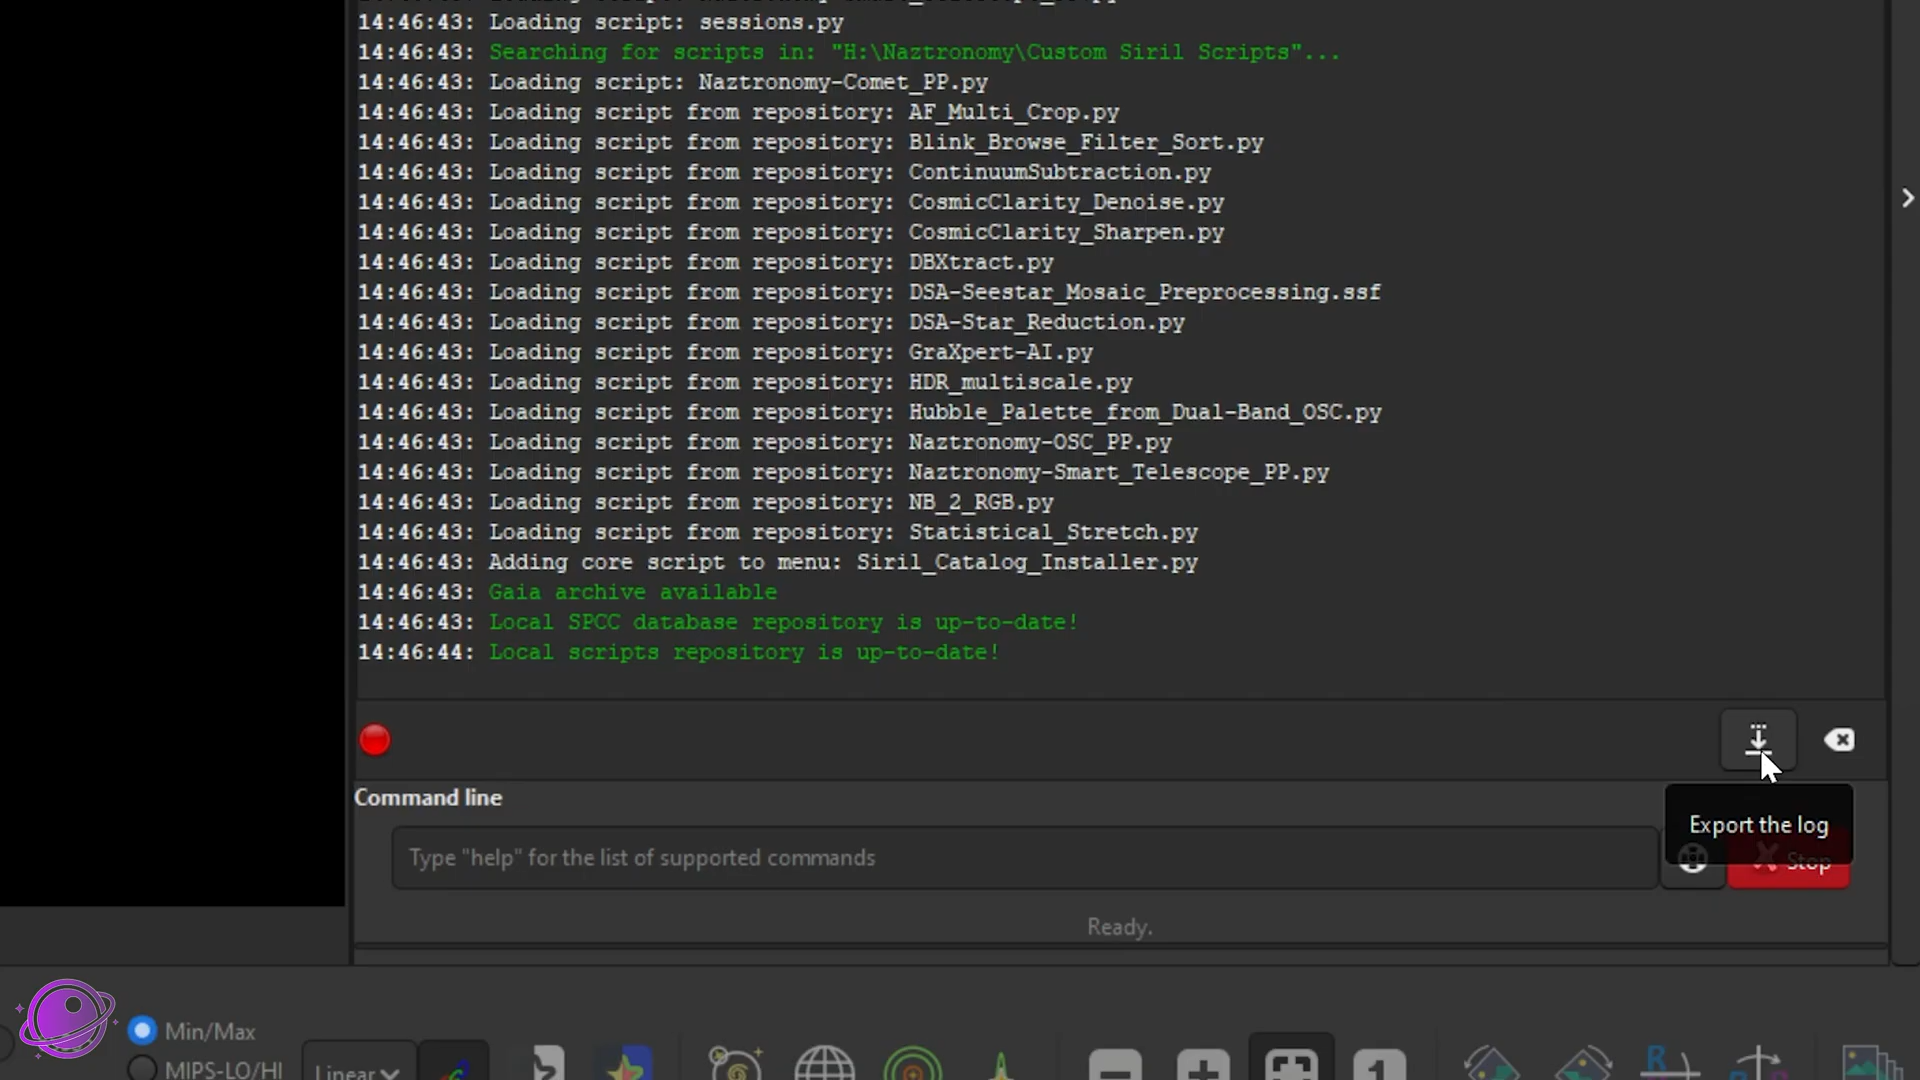 14:46:43: Loading script: sessions.py
14:46:43: Searching for scripts in: "H:\Naztronomy\Custom Siril Scripts"...
14:46:43: Loading script: Naztronomy-Comet_PP.py
14:46:43: Loading script from repository: AF_Multi_Crop.py
14:46:43: Loading script from repository: Blink_Browse_Filter_Sort.py
14:46:43: Loading script from repository: ContinuumSubtraction.py
14:46:43: Loading script from repository: CosmicClarity_Denoise.py
14:46:43: Loading script from repository: CosmicClarity_Sharpen.py
14:46:43: Loading script from repository: DBXtract.py
14:46:43: Loading script from repository: DSA-Seestar_Mosaic_Preprocessing.ssf
14:46:43: Loading script from repository: DSA-Star_Reduction.py
14:46:43: Loading script from repository: GraXpert-AI.py
14:46:43: Loading script from repository: HDR_multiscale.py
14:46:43: Loading script from repository: Hubble_Palette_from_Dual-Band_OSC.py
14:46:43: Loading script from repository: Naztronomy-OSC_PP.py
14:46:43: Loading script from repository: Naztronomy-Smart_Telescope_PP.py
14:46:43: Loading script from repository: NB_2_RGB.py
14:46:43: Loading script from repository: Statistical_Stretch.py
14:46:43: Adding core script to menu: Siril_Catalog_Installer.py
14:46:43: Gaia archive available
14:46:43: Local SPCC database repository is up-to-date!
14:46:44: Local scripts repository is up-to-date!
Command line
Export the log
Type "help" for the list of supported commands
Stop
Ready.
Min/Max
MIPS-LO/HI
Linear
1
R